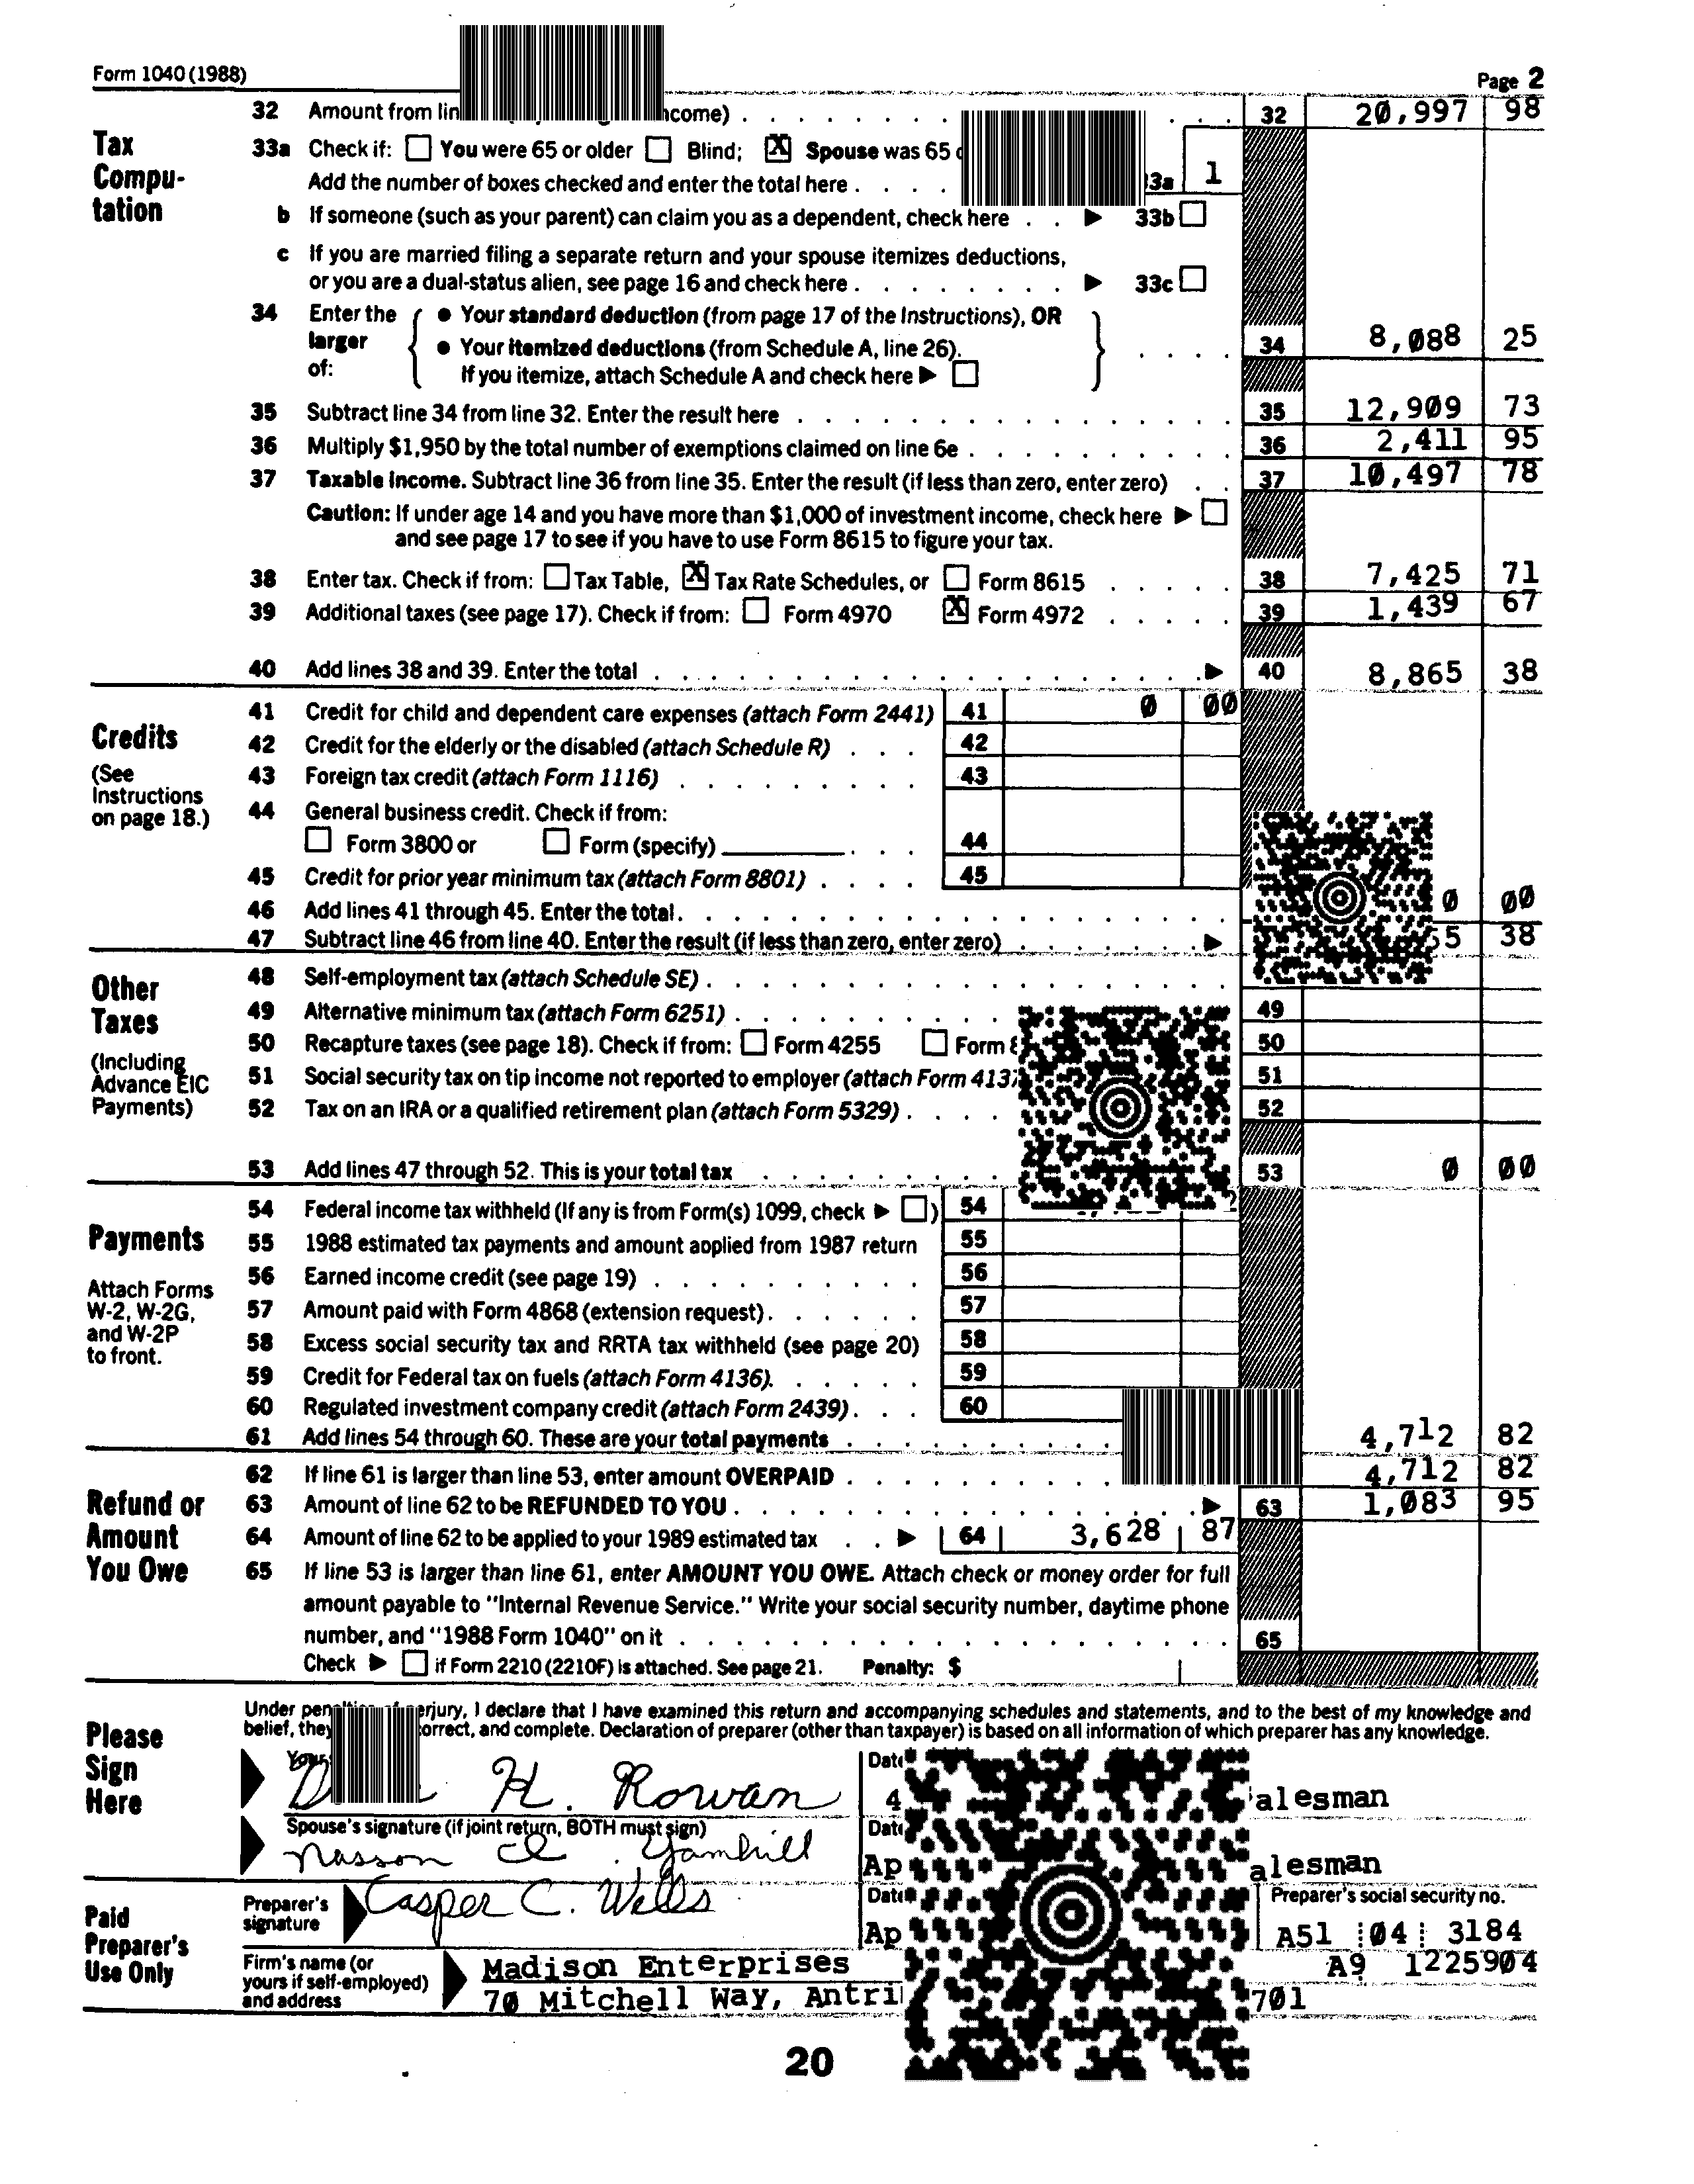 Form 1040 (1988)
Page 2
32 Amount from come) 32 20,997 98
Tax Compu-tation
33a Check if: You were 65 or older Blind; X Spouse was 65
Add the number of boxes checked and enter the total here 1
b If someone (such as your parent) can claim you as a dependent, check here 33b
c If you are married filing a separate return and your spouse itemizes deductions,
or you are a dual-status alien, see page 16 and check here 33c
34 Enter the larger of:
● Your standard deduction (from page 17 of the Instructions), OR
● Your itemized deductions (from Schedule A, line 26).
If you itemize, attach Schedule A and check here
34 8,088 25
35 Subtract line 34 from line 32. Enter the result here 35 12,909 73
36 Multiply $1,950 by the total number of exemptions claimed on line 6e 36 2,411 95
37 Taxable income. Subtract line 36 from line 35. Enter the result (if less than zero, enter zero) 37 10,497 78
Caution: If under age 14 and you have more than $1,000 of investment income, check here
and see page 17 to see if you have to use Form 8615 to figure your tax.
38 Enter tax. Check if from: Tax Table, X Tax Rate Schedules, or Form 8615 38 7,425 71
39 Additional taxes (see page 17). Check if from: Form 4970 X Form 4972 39 1,439 67
40 Add lines 38 and 39. Enter the total 40 8,865 38
Credits
(See Instructions on page 18.)
41 Credit for child and dependent care expenses (attach Form 2441) 41 0 00
42 Credit for the elderly or the disabled (attach Schedule R) 42
43 Foreign tax credit (attach Form 1116) 43
44 General business credit. Check if from:
Form 3800 or Form (specify) 44
45 Credit for prior year minimum tax (attach Form 8801) 45
46 Add lines 41 through 45. Enter the total. 0 00
47 Subtract line 46 from line 40. Enter the result (if less than zero, enter zero) 38
Other Taxes
(Including Advance EIC Payments)
48 Self-employment tax (attach Schedule SE)
49 Alternative minimum tax (attach Form 6251) 49
50 Recapture taxes (see page 18). Check if from: Form 4255 Form 50
51 Social security tax on tip income not reported to employer (attach Form 51
52 Tax on an IRA or a qualified retirement plan (attach Form 5329) 52
53 Add lines 47 through 52. This is your total tax 53 0 00
Payments
Attach Forms W-2, W-2G, and W-2P to front.
54 Federal income tax withheld (If any is from Form(s) 1099, check ) 54
55 1988 estimated tax payments and amount applied from 1987 return 55
56 Earned income credit (see page 19) 56
57 Amount paid with Form 4868 (extension request) 57
58 Excess social security tax and RRTA tax withheld (see page 20) 58
59 Credit for Federal tax on fuels (attach Form 4136) 59
60 Regulated investment company credit (attach Form 2439) 60
61 Add lines 54 through 60. These are your total payments 4,712 82
Refund or Amount You Owe
62 If line 61 is larger than line 53, enter amount OVERPAID 4,712 82
63 Amount of line 62 to be REFUNDED TO YOU 63 1,083 95
64 Amount of line 62 to be applied to your 1989 estimated tax 64 3,628 87
65 If line 53 is larger than line 61, enter AMOUNT YOU OWE. Attach check or money order for full
amount payable to "Internal Revenue Service." Write your social security number, daytime phone
number, and "1988 Form 1040" on it 65
Check if Form 2210 (2210F) is attached. See page 21. Penalty: $
Please Sign Here
Under I declare that I have examined this return and accompanying schedules and statements, and to the best of my knowledge and
belief, they correct, and complete. Declaration of preparer (other than taxpayer) is based on all information of which preparer has any knowledge.
H. Rowan Date 4 alesman
Spouse's signature (if joint return, BOTH must sign) Date
Nasson Yamhill Ap alesman
Paid Preparer's Use Only
Preparer's signature Casper C. Wells Date Ap
Preparer's social security no.
A51 04 3184
Firm's name (or yours if self-employed) and address
Madison Enterprises A9 1225904
70 Mitchell Way, 701
20